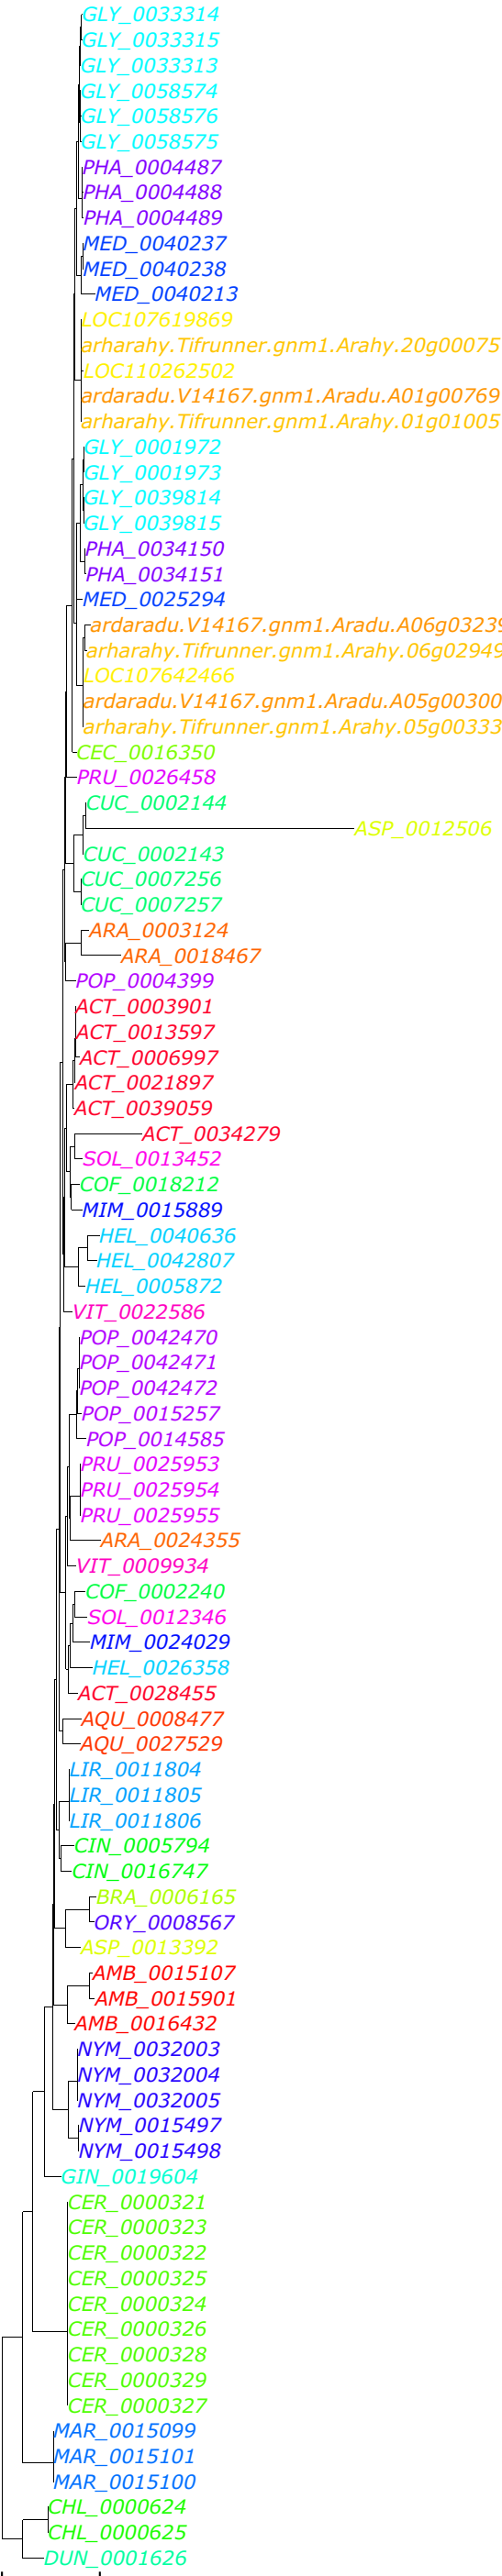 GLY_0033314
GLY_0033315
GLY_0033313
GLY_0058574
GLY_0058576
GLY_0058575
PHA_0004487
PHA_0004488
PHA_0004489
MED_0040237
MED_0040238
MED_0040213
LOC107619869
arharahy.Tifrunner.gnm1.Arahy.20g00075
LOC110262502
ardaradu.V14167.gnm1.Aradu.A01g00769
arharahy.Tifrunner.gnm1.Arahy.01g01005
GLY_0001972
GLY_0001973
GLY_0039814
GLY_0039815
PHA_0034150
PHA_0034151
MED_0025294
ardaradu.V14167.gnm1.Aradu.A06g03239
arharahy.Tifrunner.gnm1.Arahy.06g02949
LOC107642466
ardaradu.V14167.gnm1.Aradu.A05g00300
arharahy.Tifrunner.gnm1.Arahy.05g00333
CEC_0016350
PRU_0026458
CUC_0002144
ASP_0012506
CUC_0002143
CUC_0007256
CUC_0007257
ARA_0003124
ARA_0018467
POP_0004399
ACT_0003901
ACT_0013597
ACT_0006997
ACT_0021897
ACT_0039059
ACT_0034279
SOL_0013452
COF_0018212
MIM_0015889
HEL_0040636
HEL_0042807
HEL_0005872
VIT_0022586
POP_0042470
POP_0042471
POP_0042472
POP_0015257
POP_0014585
PRU_0025953
PRU_0025954
PRU_0025955
ARA_0024355
VIT_0009934
COF_0002240
SOL_0012346
MIM_0024029
HEL_0026358
ACT_0028455
AQU_0008477
AQU_0027529
LIR_0011804
LIR_0011805
LIR_0011806
CIN_0005794
CIN_0016747
BRA_0006165
ORY_0008567
ASP_0013392
AMB_0015107
AMB_0015901
AMB_0016432
NYM_0032003
NYM_0032004
NYM_0032005
NYM_0015497
NYM_0015498
GIN_0019604
CER_0000321
CER_0000323
CER_0000322
CER_0000325
CER_0000324
CER_0000326
CER_0000328
CER_0000329
CER_0000327
MAR_0015099
MAR_0015101
MAR_0015100
CHL_0000624
CHL_0000625
DUN_0001626